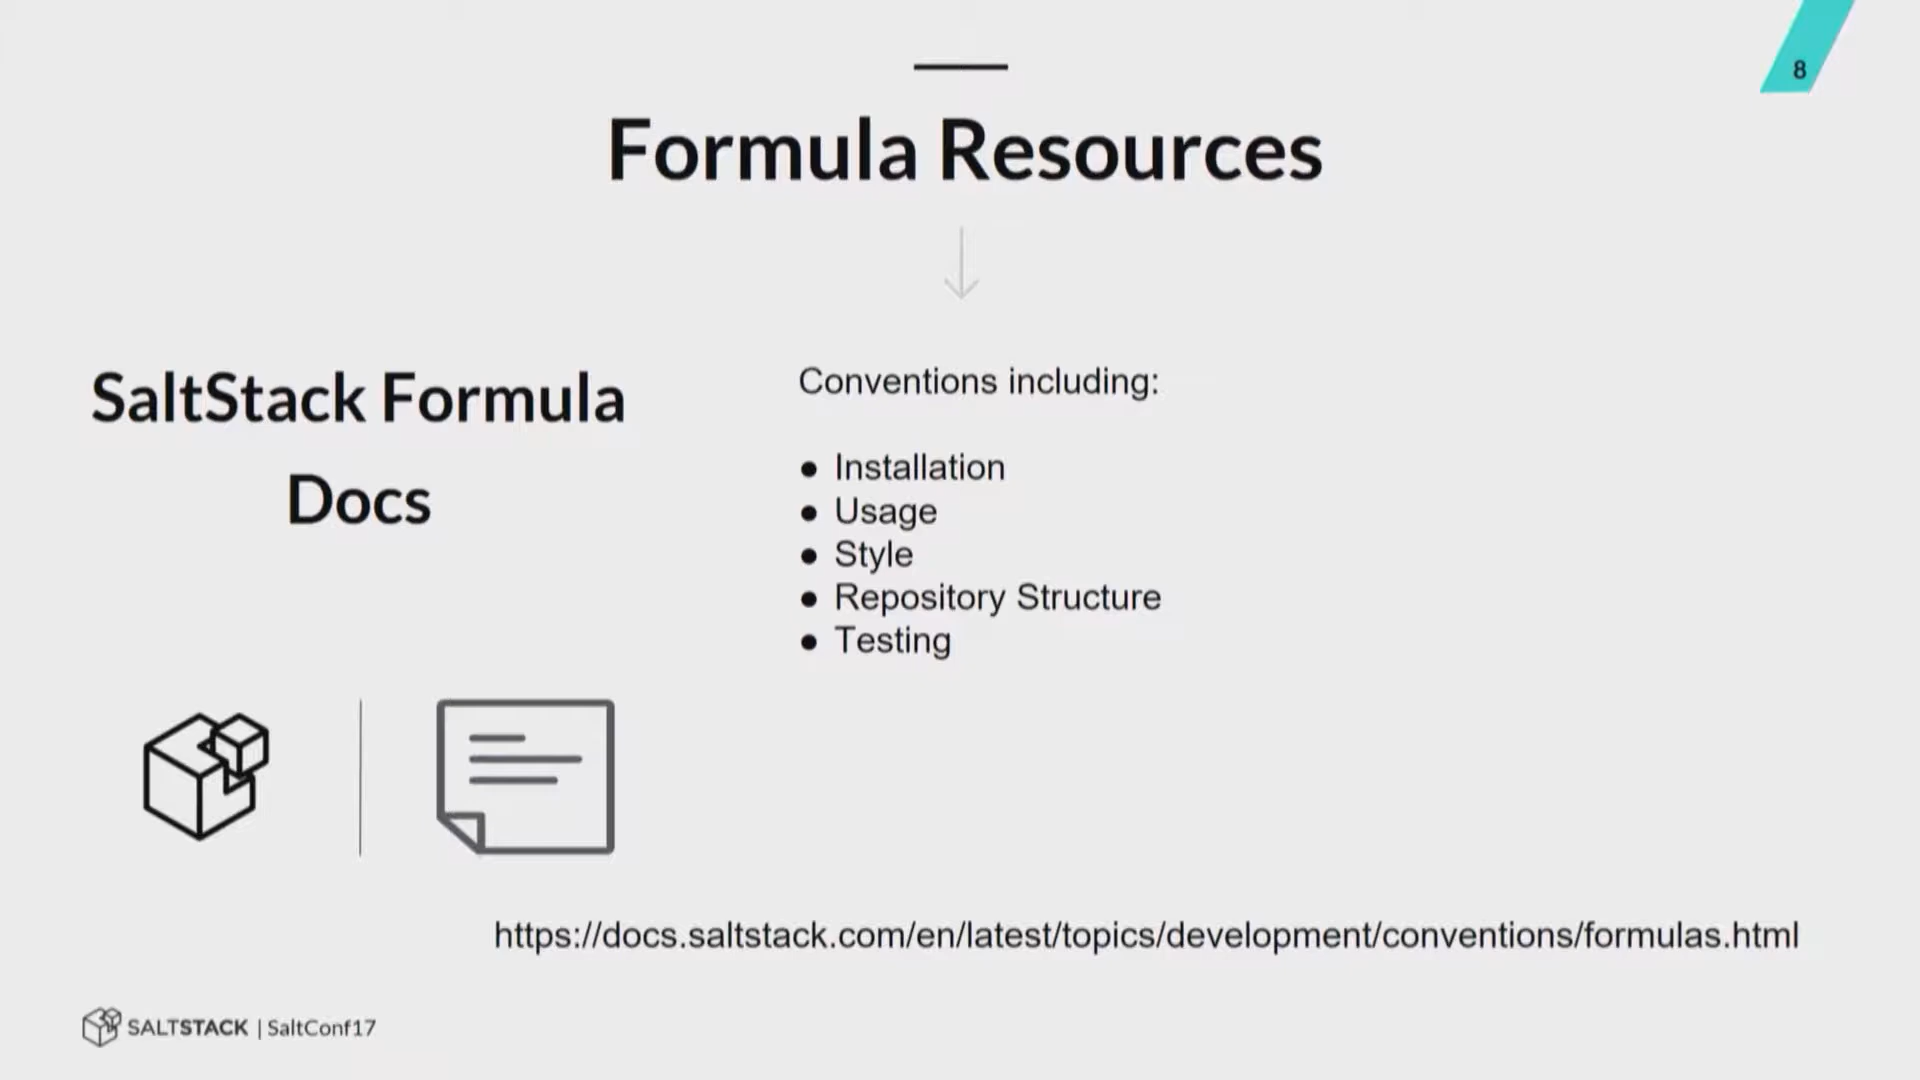 8
Formula Resources
SaltStack Formula
Docs
Conventions including:
● Installation
● Usage
● Style
● Repository Structure
● Testing
https://docs.saltstack.com/en/latest/topics/development/conventions/formulas.html
SALTSTACK | SaltConf17